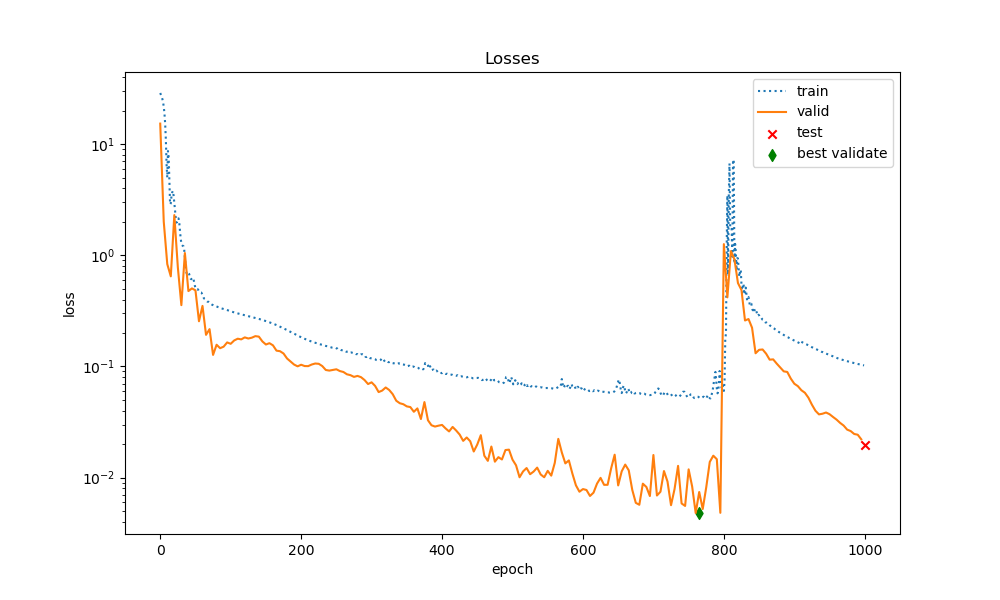 Losses
train
valid
test
best validate
10¹
10⁰
10⁻¹
10⁻²
loss
0 200 400 600 800 1000
epoch